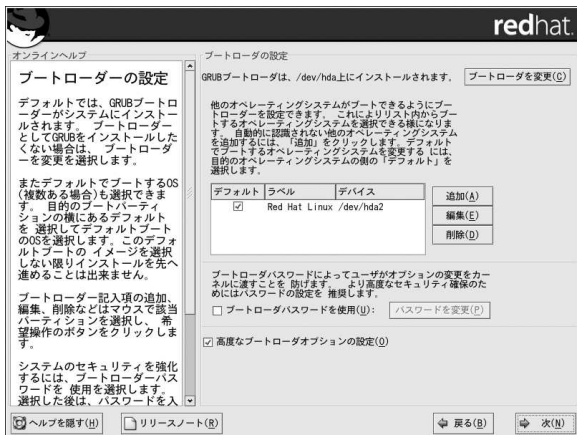 redhat.
オンラインヘルプ
ブートローダーの設定
デフォルトでは、GRUBブートロ
ーダーがシステムにインストー
ルされます。 ブートローダー
としてGRUBをインストールした
くない場合は、 ブートローダ
ーを変更を選択します。
またデフォルトでブートするOS
(複数ある場合)も選択できま
す。 目的のブートパーティ
ションの横にあるデフォルト
を 選択してデフォルトブート
のOSを選択します。このデフォ
ルトブートの イメージを選択
しない限りインストールを先へ
進めることは出来ません。
ブートローダー記入項の追加、
編集、削除などはマウスで該当
パーティションを選択し、 希
望操作のボタンをクリックしま
す。
システムのセキュリティを強化
するには、ブートローダーパス
ワードを 使用を選択します。
選択した後は、パスワードを入
ブートローダの設定
GRUBブートローダは、/dev/hda上にインストールされます。 ブートローダを変更(C)
他のオペレーティングシステムがブートできるようにブー
トローダーを設定できます。 これによりリスト内からブー
トするオペレーティングシステムを選択できる様になりま
す。 自動的に認識されない他のオペレーティングシステム
を追加するには、「追加」をクリックします。デフォルト
でブートするオペレーティングシステムを変更する には、
目的のオペレーティングシステムの側の「デフォルト」を
選択します。
デフォルト ラベル デバイス
Red Hat Linux /dev/hda2
追加(A)
編集(E)
削除(D)
ブートローダパスワードによってユーザがオプションの変更をカー
ネルに渡すことを 防げます。 より高度なセキュリティ確保のた
めにはパスワードの設定を 推奨します。
ブートローダパスワードを使用(U): パスワードを変更(P)
高度なブートローダオプションの設定(O)
ヘルプを隠す(H) リリースノート(R) 戻る(B) 次(N)